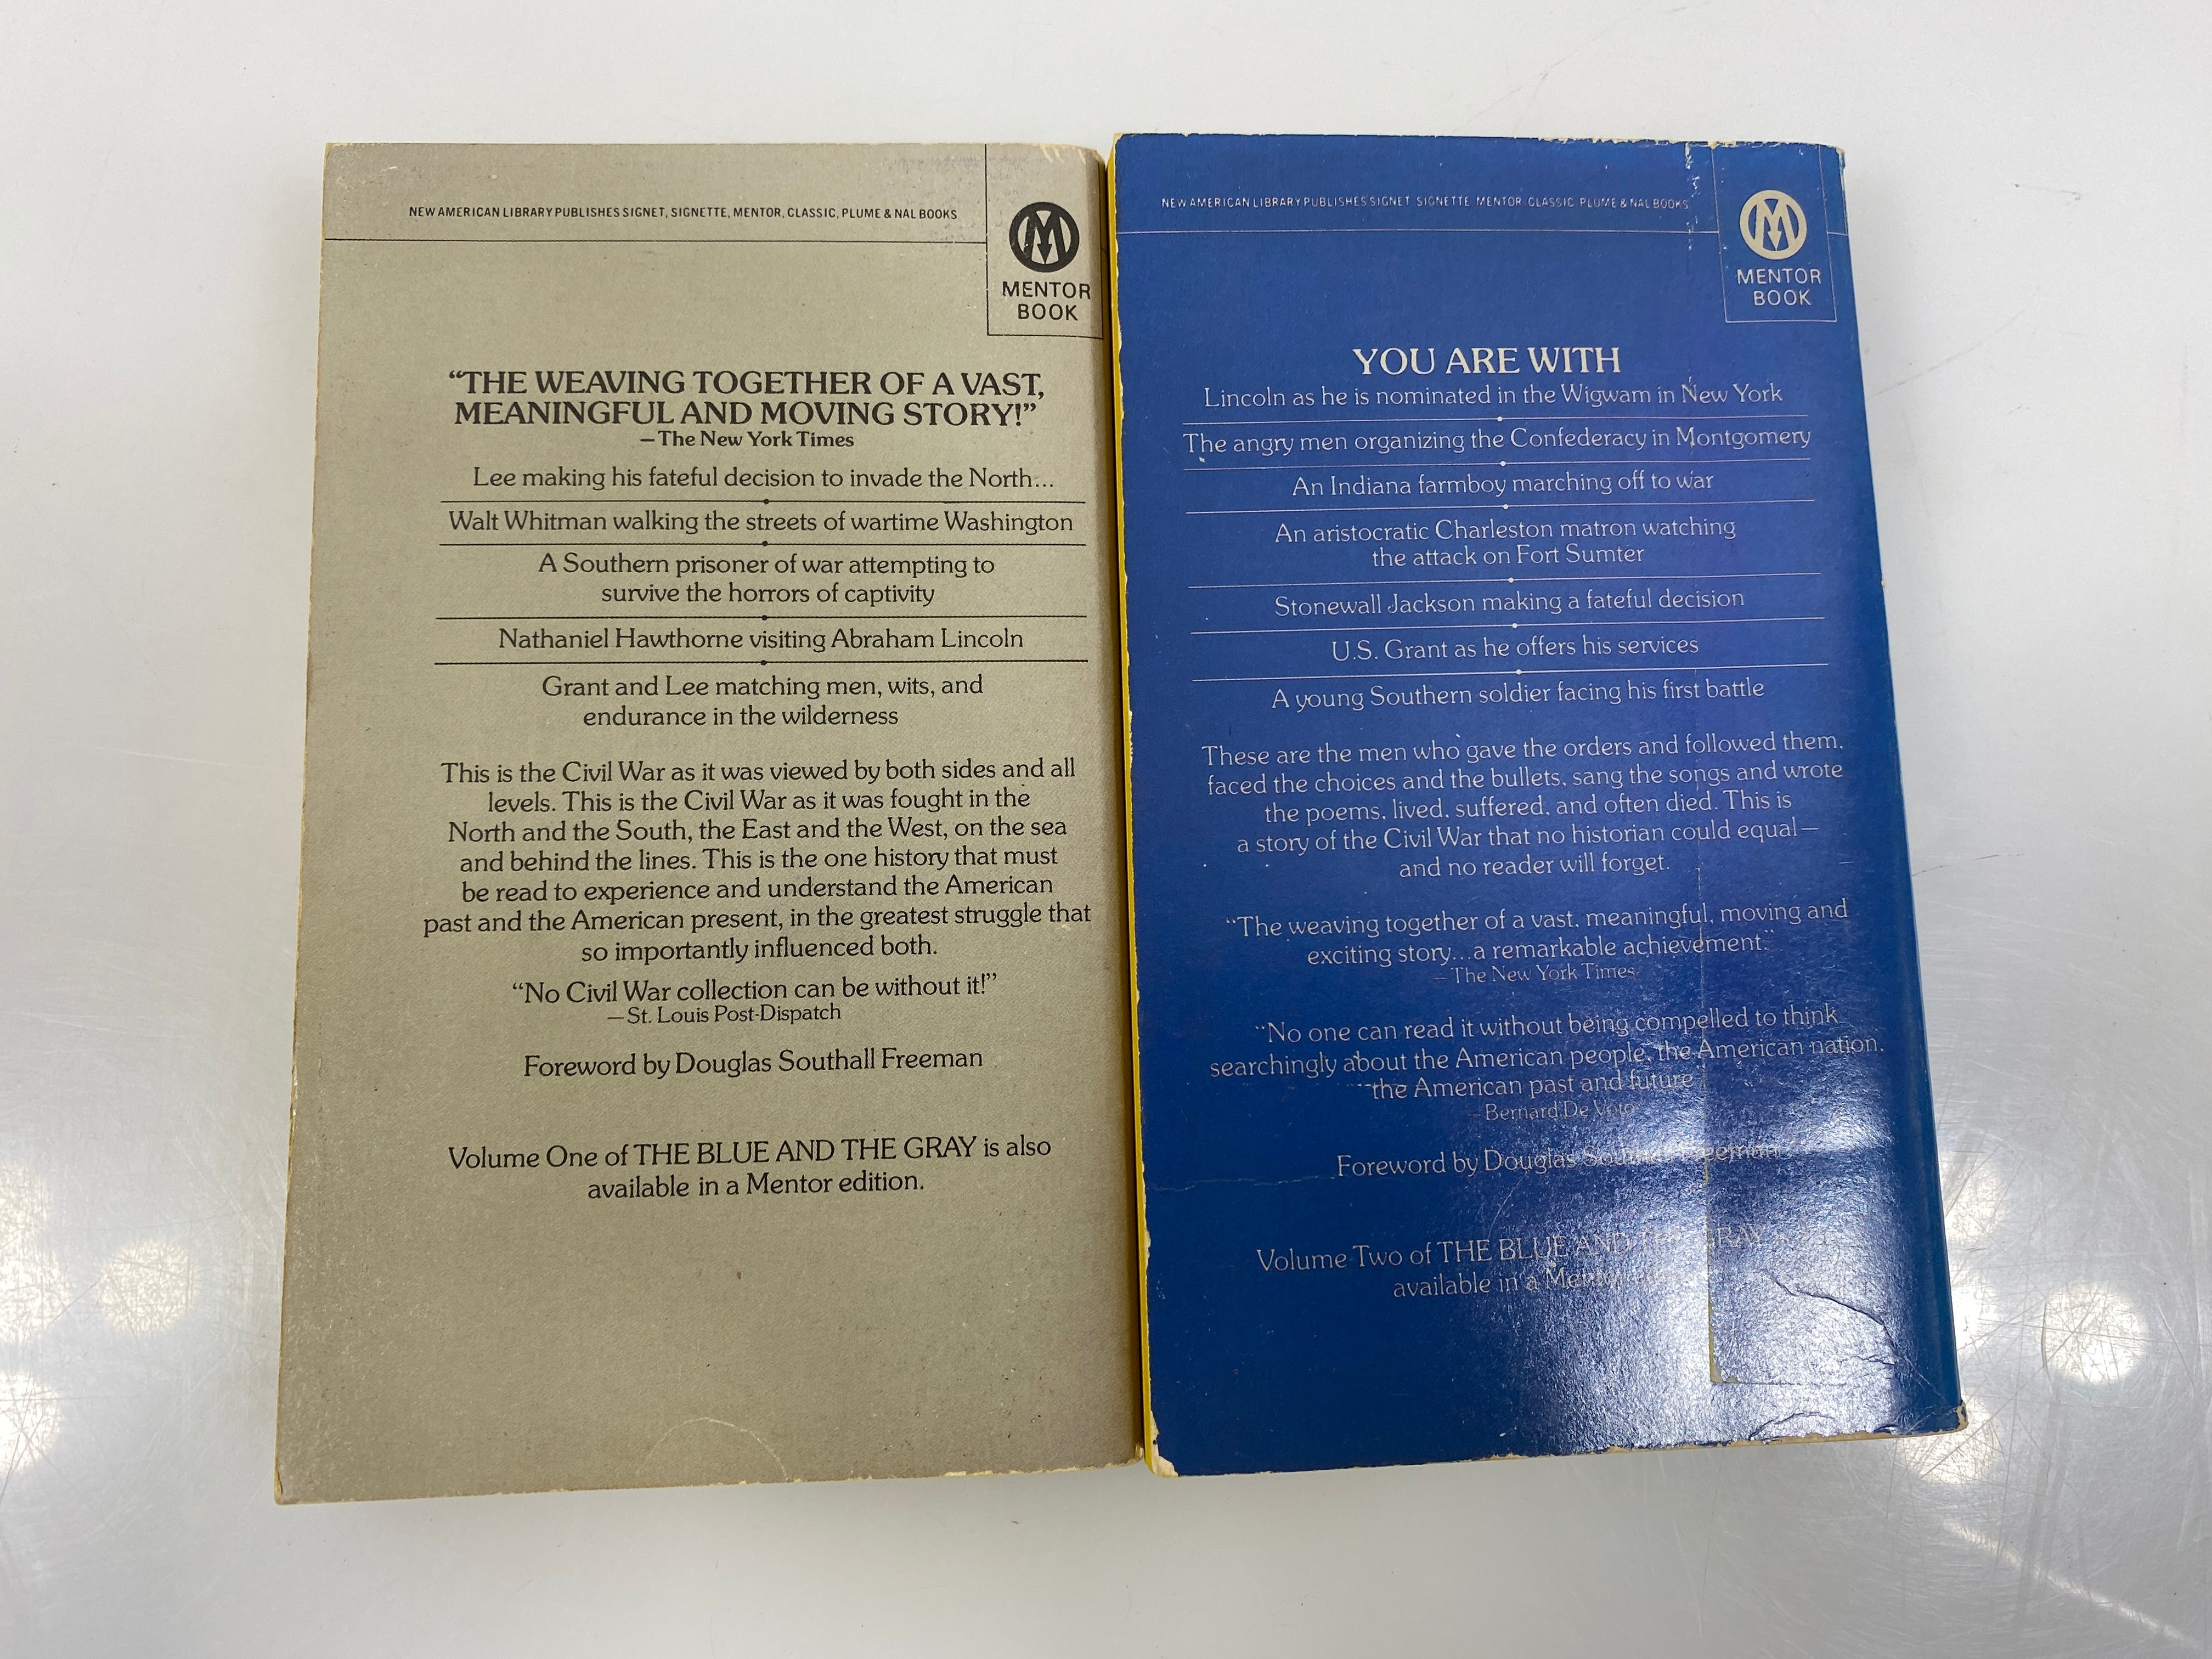 NEW AMERICAN LIBRARY PUBLISHES SIGNET, SIGNETTE, MENTOR, CLASSIC, PLUME & NAL BOOKS
MENTOR
BOOK
“THE WEAVING TOGETHER OF A VAST,
MEANINGFUL AND MOVING STORY!”
—The New York Times
Lee making his fateful decision to invade the North...
Walt Whitman walking the streets of wartime Washington
A Southern prisoner of war attempting to
survive the horrors of captivity
Nathaniel Hawthorne visiting Abraham Lincoln
Grant and Lee matching men, wits, and
endurance in the wilderness
This is the Civil War as it was viewed by both sides and all
levels. This is the Civil War as it was fought in the
North and the South, the East and the West, on the sea
and behind the lines. This is the one history that must
be read to experience and understand the American
past and the American present, in the greatest struggle that
so importantly influenced both.
“No Civil War collection can be without it!”
—St. Louis Post-Dispatch
Foreword by Douglas Southall Freeman
Volume One of THE BLUE AND THE GRAY is also
available in a Mentor edition.
NEW AMERICAN LIBRARY PUBLISHES SIGNET, SIGNETTE, MENTOR, CLASSIC, PLUME & NAL BOOKS
MENTOR
BOOK
YOU ARE WITH
Lincoln as he is nominated in the Wigwam in New York
The angry men organizing the Confederacy in Montgomery
An Indiana farmboy marching off to war
An aristocratic Charleston matron watching
the attack on Fort Sumter
Stonewall Jackson making a fateful decision
U.S. Grant as he offers his services
A young Southern soldier facing his first battle
These are the men who gave the orders and followed them,
faced the choices and the bullets, sang the songs and wrote
the poems, lived, suffered, and often died. This is
a story of the Civil War that no historian could equal—
and no reader will forget.
“The weaving together of a vast, meaningful, moving and
exciting story...a remarkable achievement.”
—The New York Times
“No one can read it without being compelled to think
searchingly about the American people, the American nation,
the American past and future
—Bernard De Voto
Foreword by Douglas Southall Freeman
Volume Two of THE BLUE AND THE GRAY
available in a Mentor